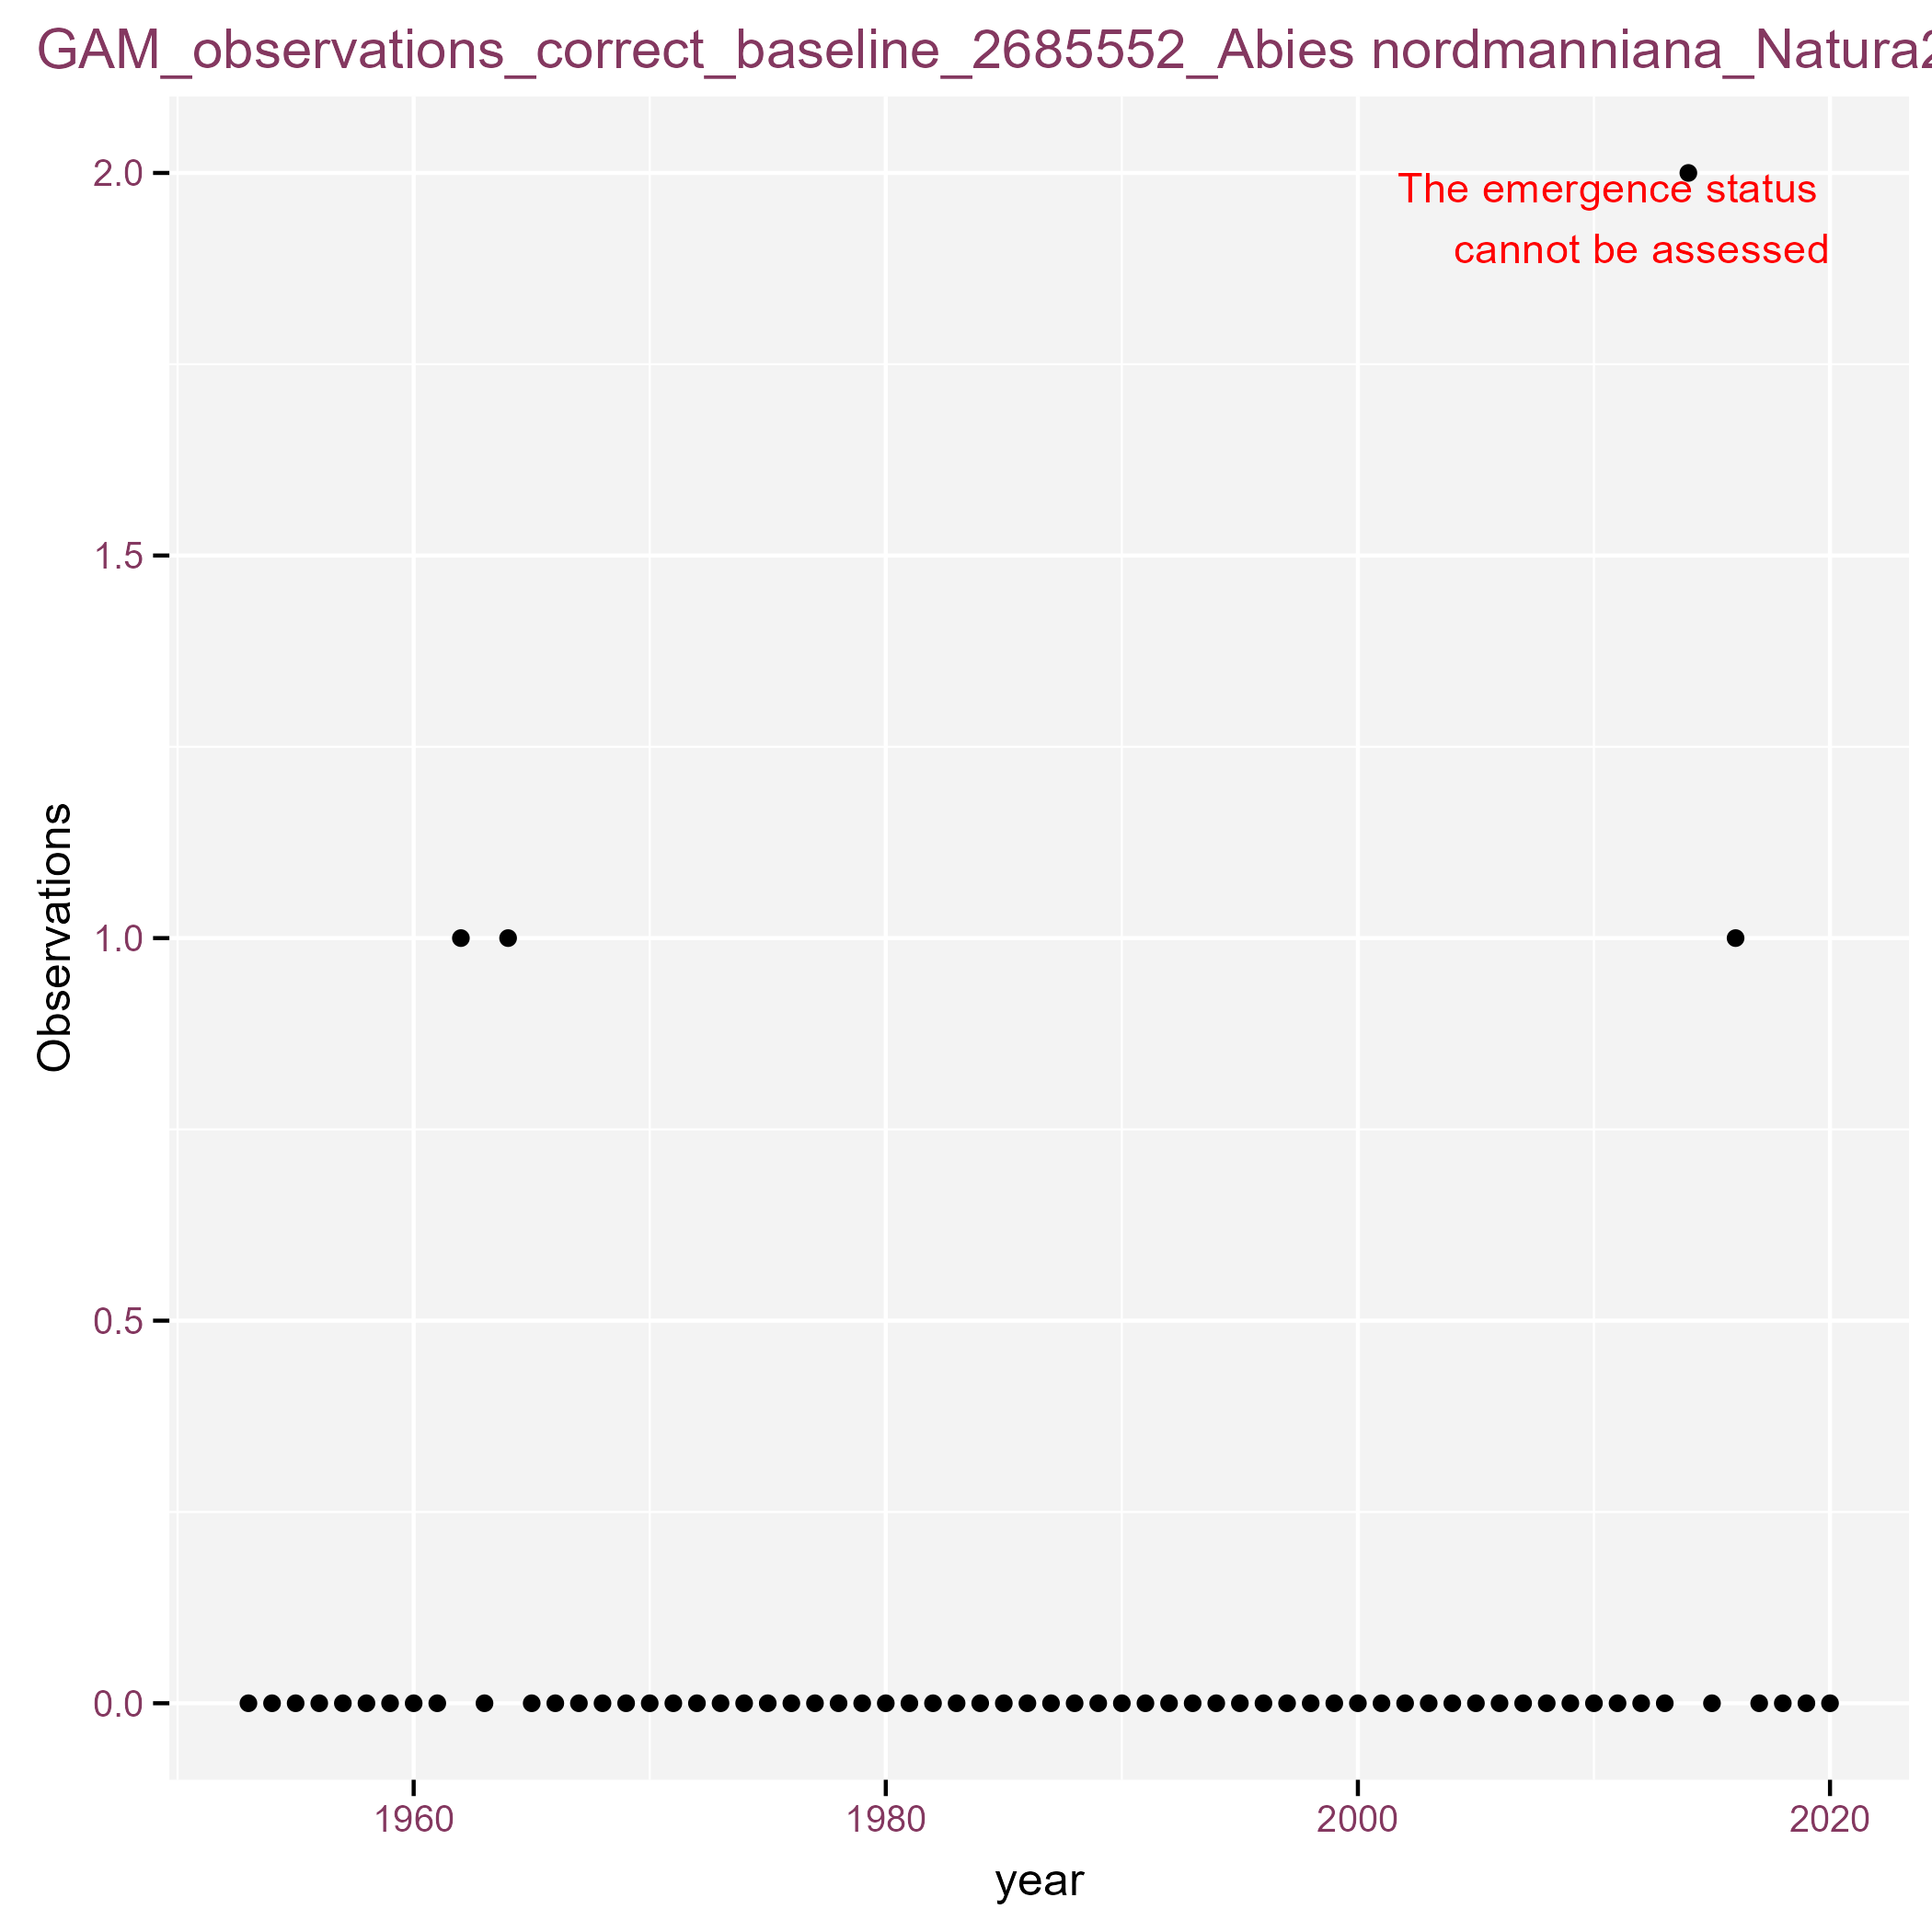 GAM_observations_correct_baseline_2685552_Abies nordmanniana_Natura2
2.0
The emergence status
cannot be assessed
1.5
1.0
0.5
0.0
Observations
1960 1980 2000 2020
year